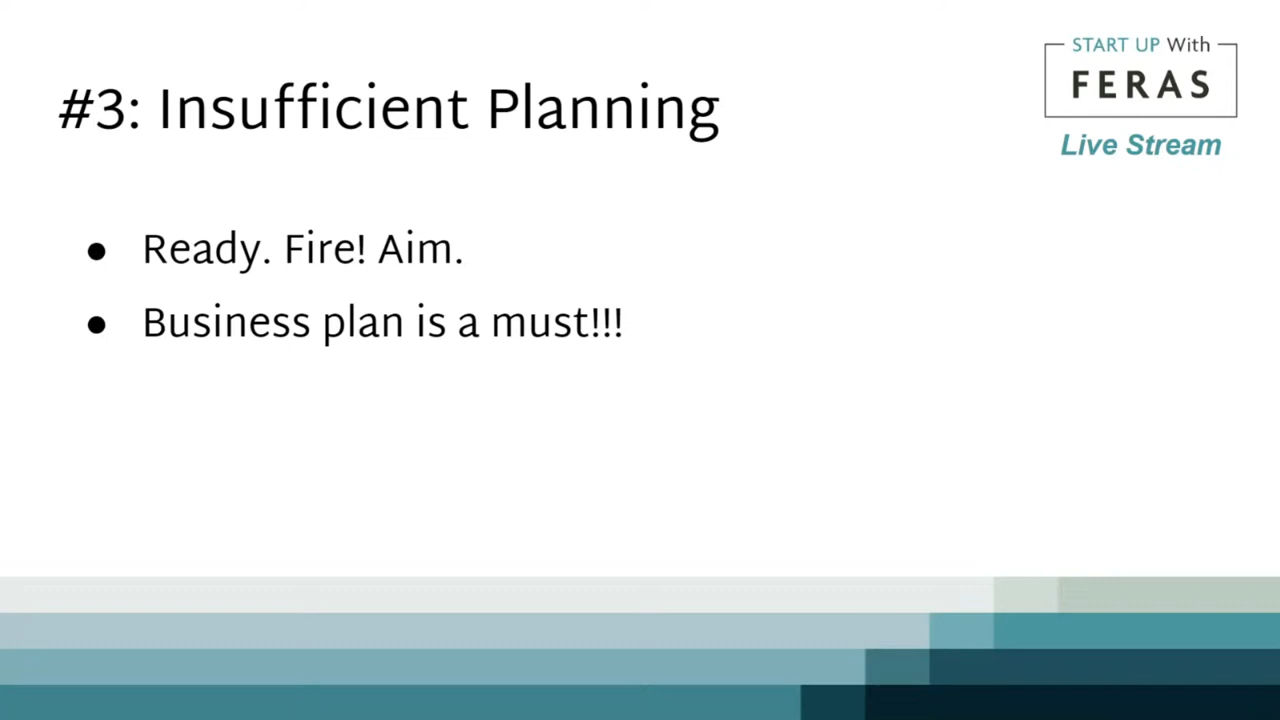 #3: Insufficient Planning
START UP With
FERAS
Live Stream
● Ready. Fire! Aim.
● Business plan is a must!!!